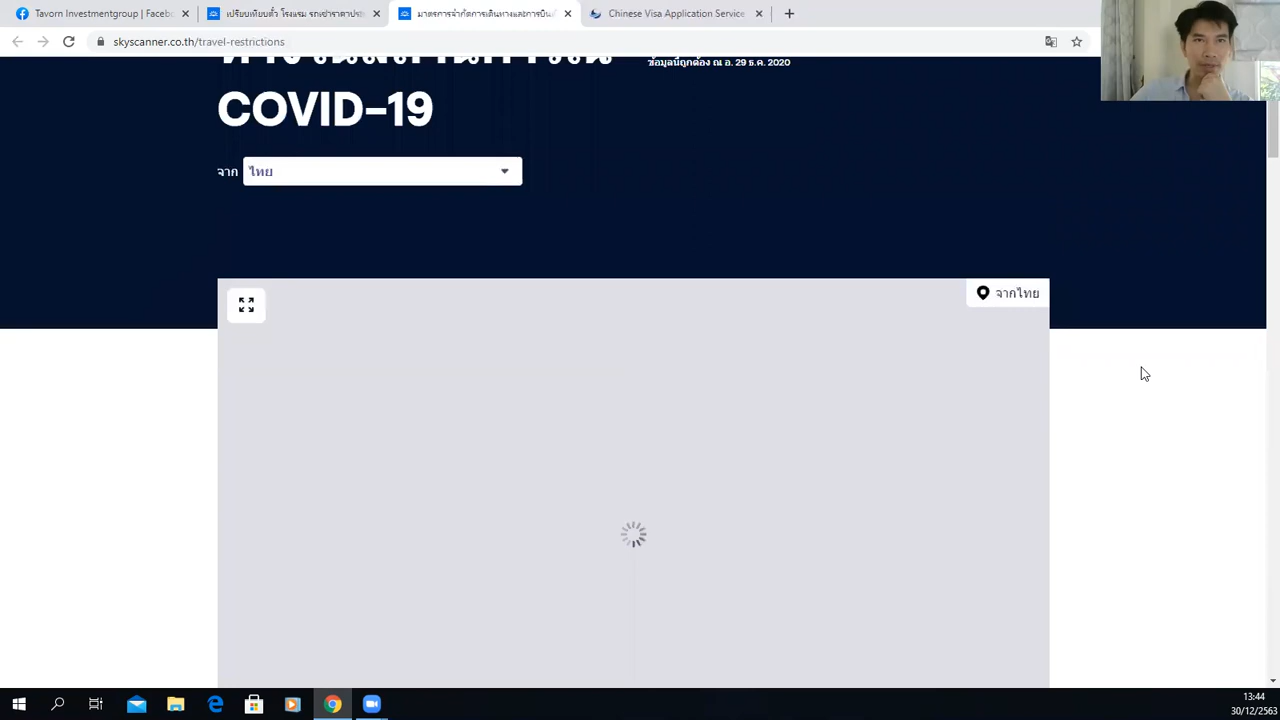 Tavorn Investmentgroup | Facebo
เปรียบเทียบตั๋ว โรงแรม รถเช่าราคาประ
มาตรการจำกัดการเดินทางและการบินภ
Chinese Visa Application Service
skyscanner.co.th/travel-restrictions
ข้อมูลนี้ถูกต้อง ณ อ. 29 ธ.ค. 2020
COVID-19
จาก ไทย
จากไทย
13:44
30/12/2563